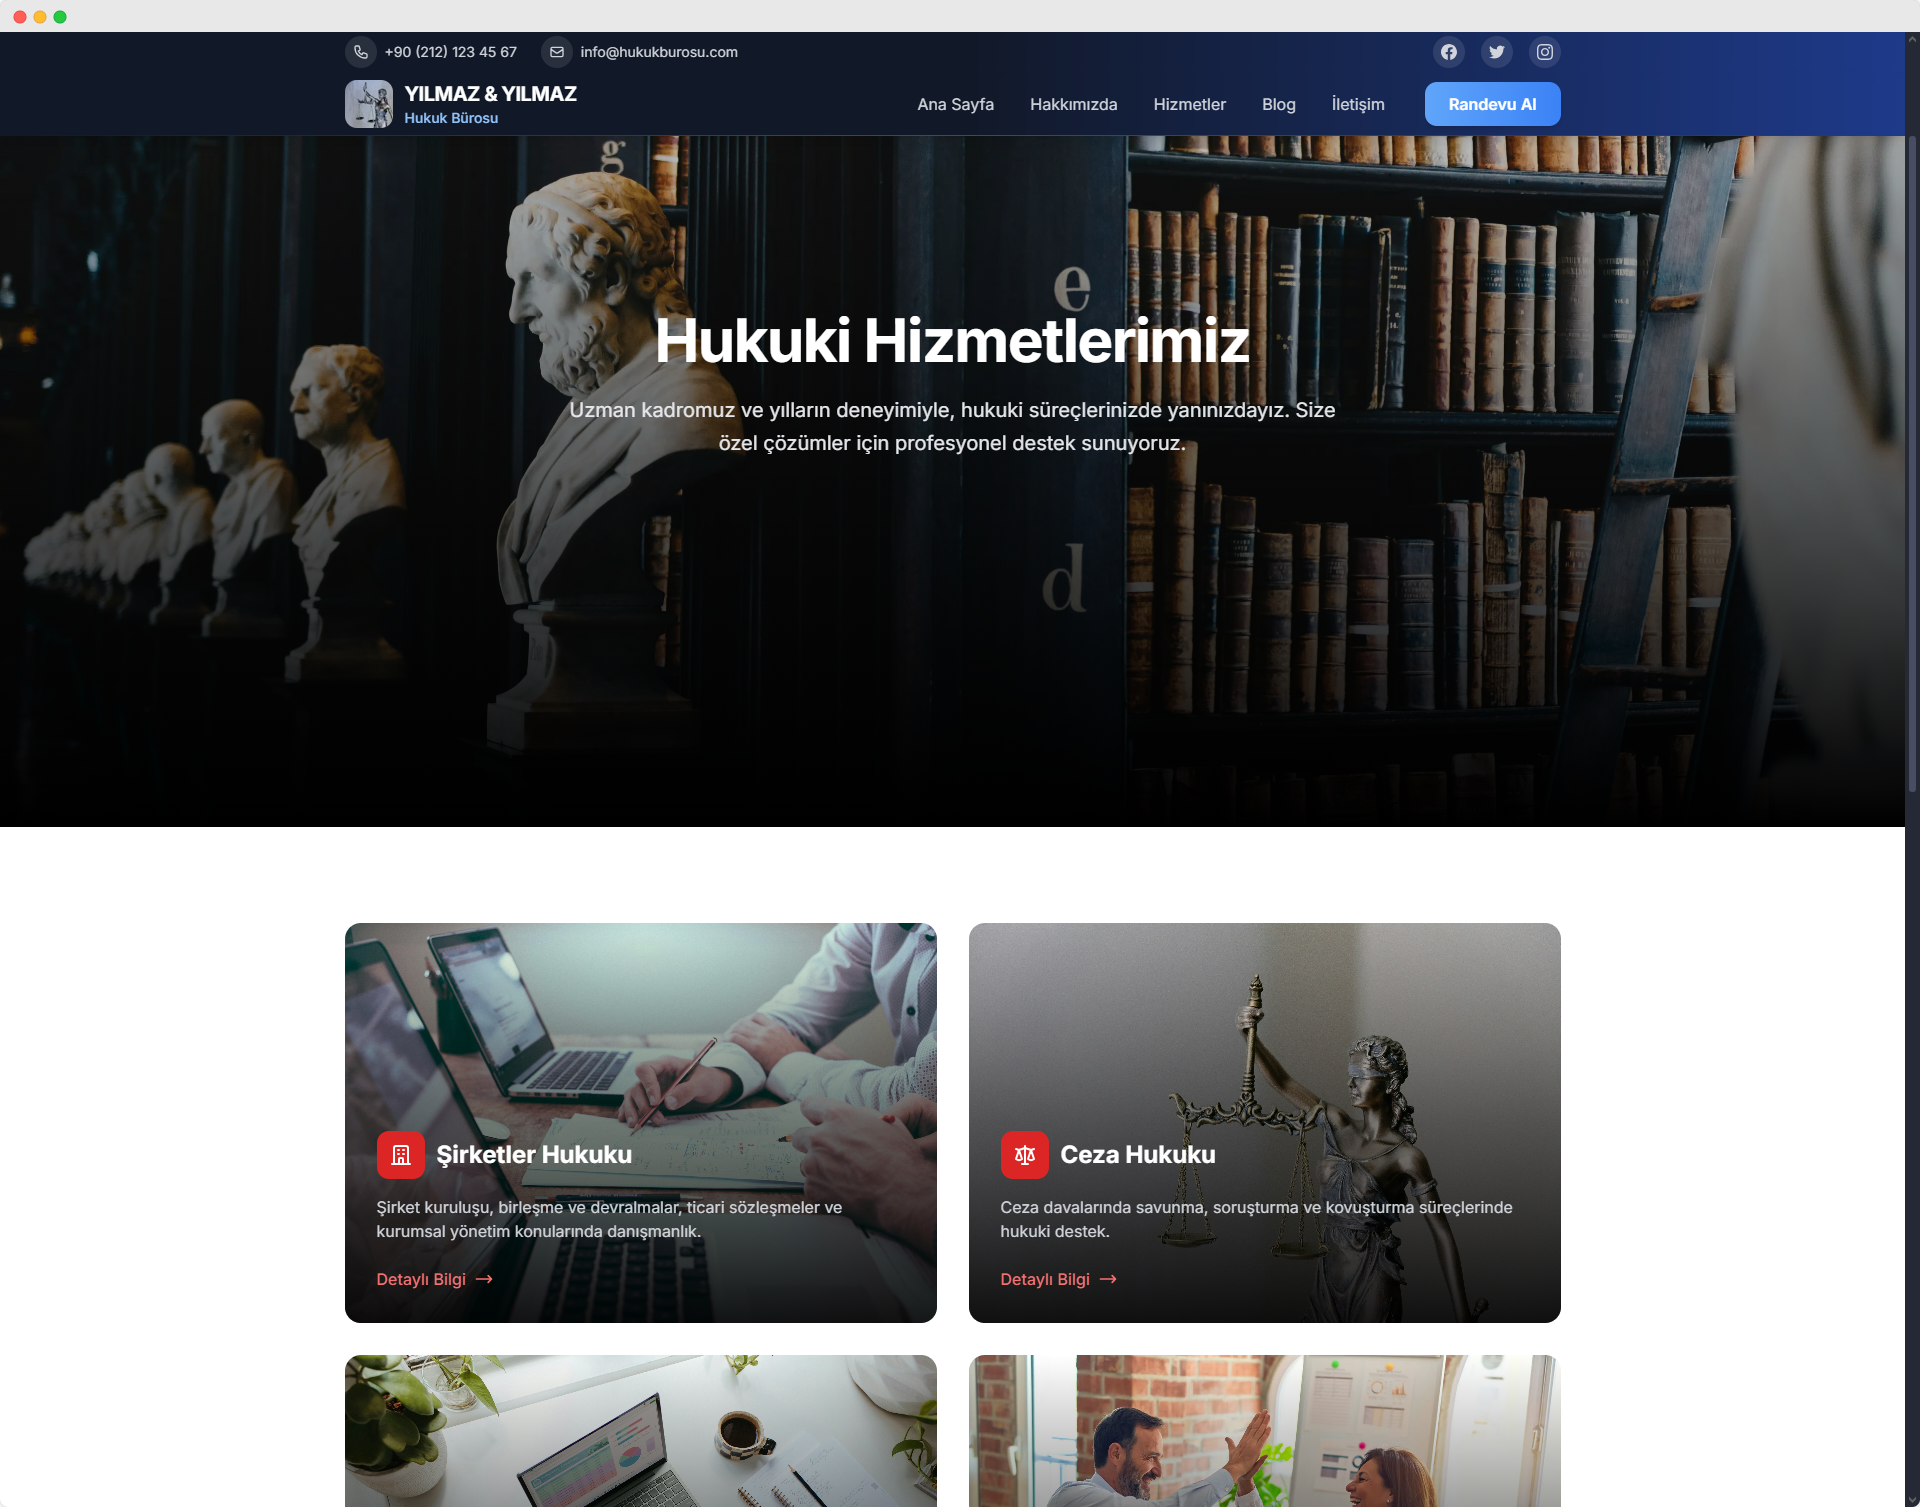 +90 (212) 123 45 67
info@hukukburosu.com
YILMAZ & YILMAZ
Hukuk Bürosu
Ana Sayfa
Hakkımızda
Hizmetler
Blog
İletişim
Randevu Al
g
e
d
Hukuki Hizmetlerimiz
Uzman kadromuz ve yılların deneyimiyle, hukuki süreçlerinizde yanınızdayız. Size
özel çözümler için profesyonel destek sunuyoruz.
Şirketler Hukuku
Şirket kuruluşu, birleşme ve devralmalar, ticari sözleşmeler ve
kurumsal yönetim konularında danışmanlık.
Detaylı Bilgi
Ceza Hukuku
Ceza davalarında savunma, soruşturma ve kovuşturma süreçlerinde
hukuki destek.
Detaylı Bilgi